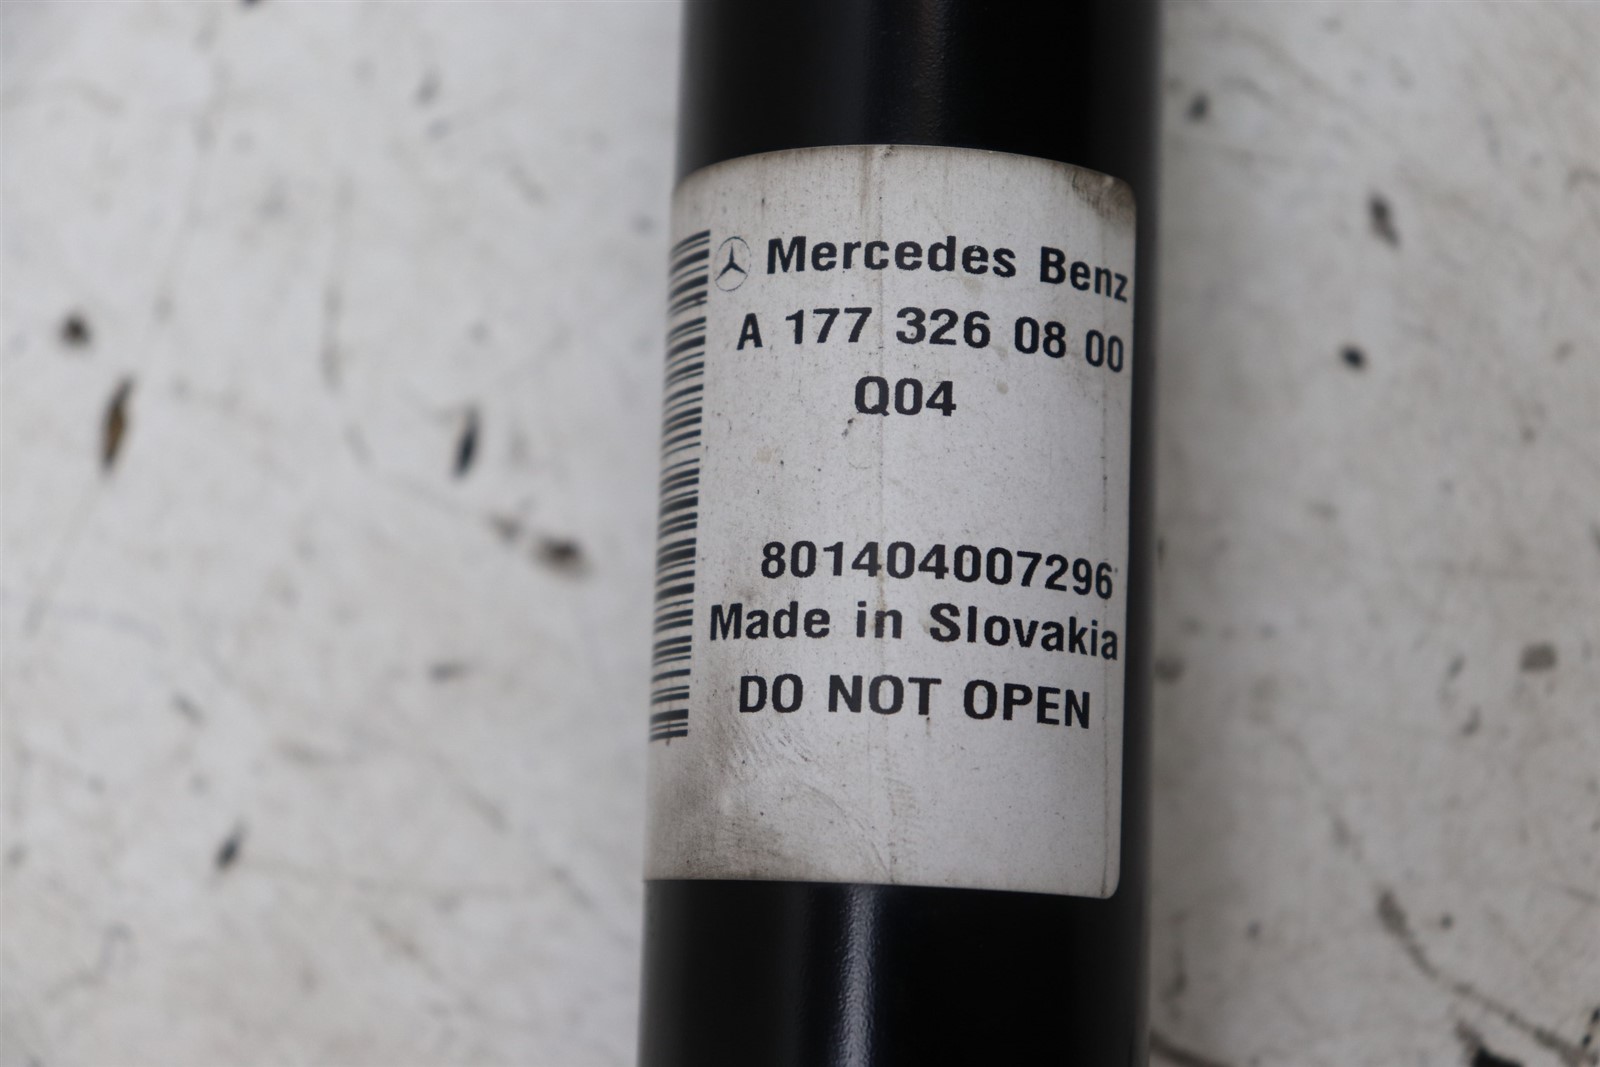 Mercedes Benz
A 177 326 08 00
Q04
801404007296
Made in Slovakia
DO NOT OPEN